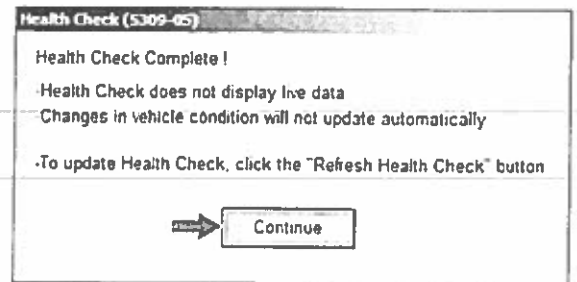 Health Check (5309-05)
Health Check Complete !
-Health Check does not display live data
-Changes in vehicle condition will not update automatically
-To update Health Check, click the "Refresh Health Check" button
Continue